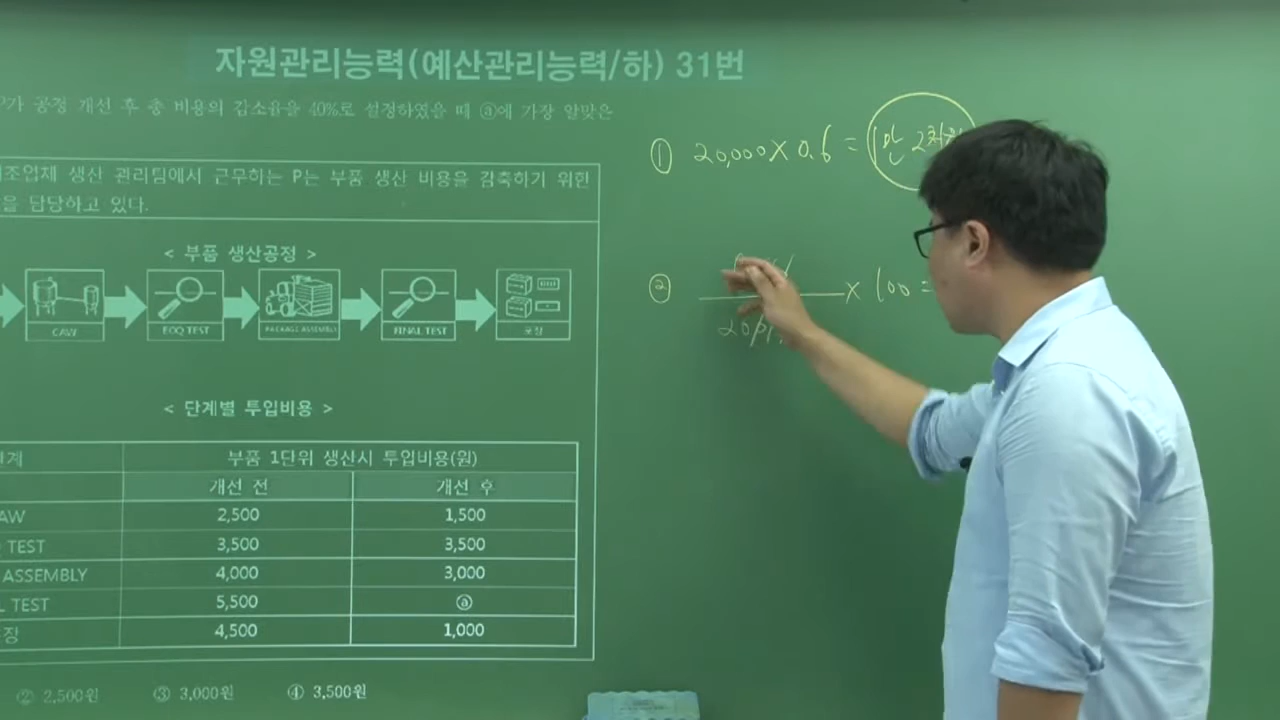 자원관리능력(예산관리능력/하) 31번
P가 공정 개선 후 총 비용의 감소율을 40%로 설정하였을 때 ⓐ에 가장 알맞은
조업체 생산 관리팀에서 근무하는 P는 부품 생산 비용을 감축하기 위한
을 담당하고 있다.
< 부품 생산공정 >
CAW EOQ TEST PACKAGE ASSEMBLY FINAL TEST 포장
< 단계별 투입비용 >
단계 부품 1단위 생산시 투입비용(원)
개선 전 개선 후
AW 2,500 1,500
TEST 3,500 3,500
ASSEMBLY 4,000 3,000
L TEST 5,500 ⓐ
장 4,500 1,000
② 2,500원 ③ 3,000원 ④ 3,500원
① 20,000 × 0.6 = 만 2천
② × 100 =